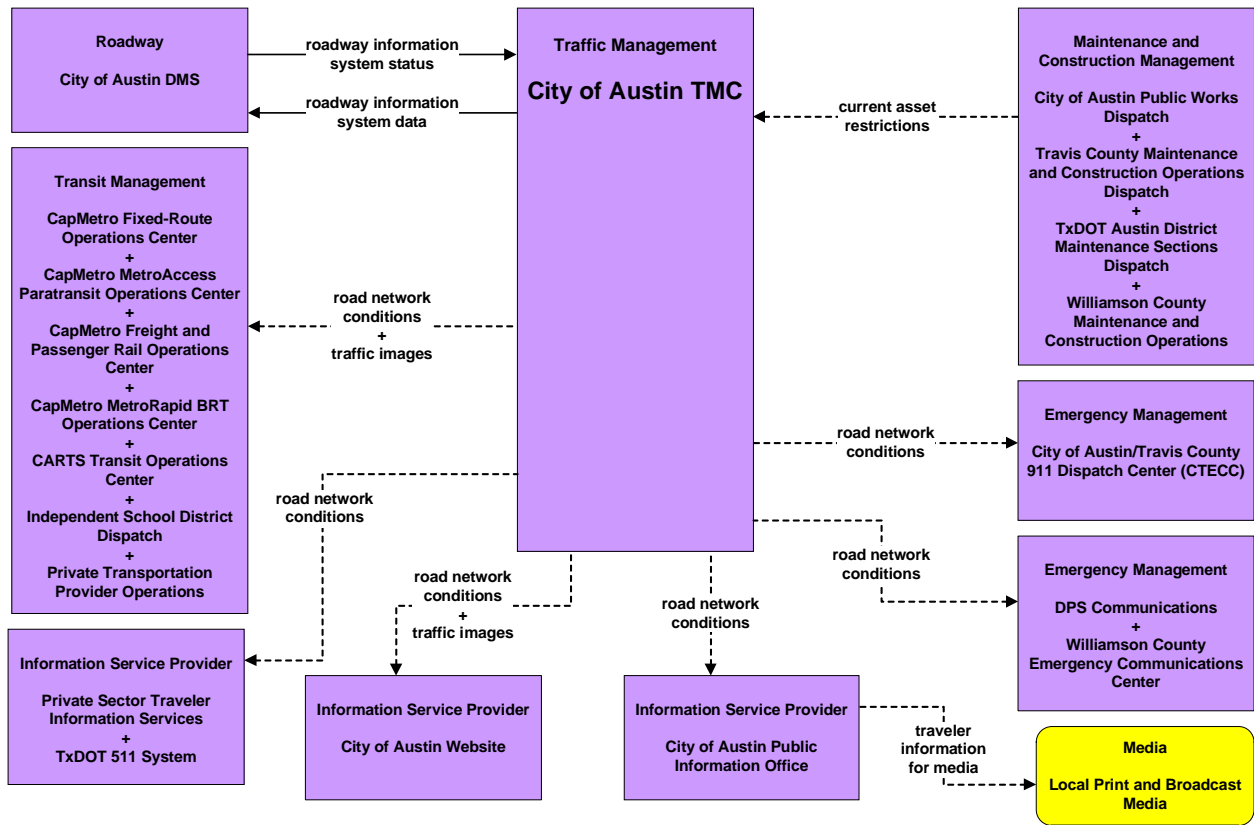 Roadway
City of Austin DMS
roadway information
system status
roadway information
system data
Traffic Management
City of Austin TMC
current asset
restrictions
Maintenance and
Construction Management
City of Austin Public Works
Dispatch
+
Travis County Maintenance
and Construction Operations
Dispatch
+
TxDOT Austin District
Maintenance Sections
Dispatch
+
Williamson County
Maintenance and
Construction Operations
Transit Management
CapMetro Fixed-Route
Operations Center
+
CapMetro MetroAccess
Paratransit Operations Center
+
CapMetro Freight and
Passenger Rail Operations
Center
+
CapMetro MetroRapid BRT
Operations Center
+
CARTS Transit Operations
Center
+
Independent School District
Dispatch
+
Private Transportation
Provider Operations
road network
conditions
+
traffic images
road network
conditions
Emergency Management
City of Austin/Travis County
911 Dispatch Center (CTECC)
road network
conditions
road network
conditions
+
traffic images
road network
conditions
road network
conditions
Emergency Management
DPS Communications
+
Williamson County
Emergency Communications
Center
Information Service Provider
Private Sector Traveler
Information Services
+
TxDOT 511 System
Information Service Provider
City of Austin Website
Information Service Provider
City of Austin Public
Information Office
traveler
information
for media
Media
Local Print and Broadcast
Media